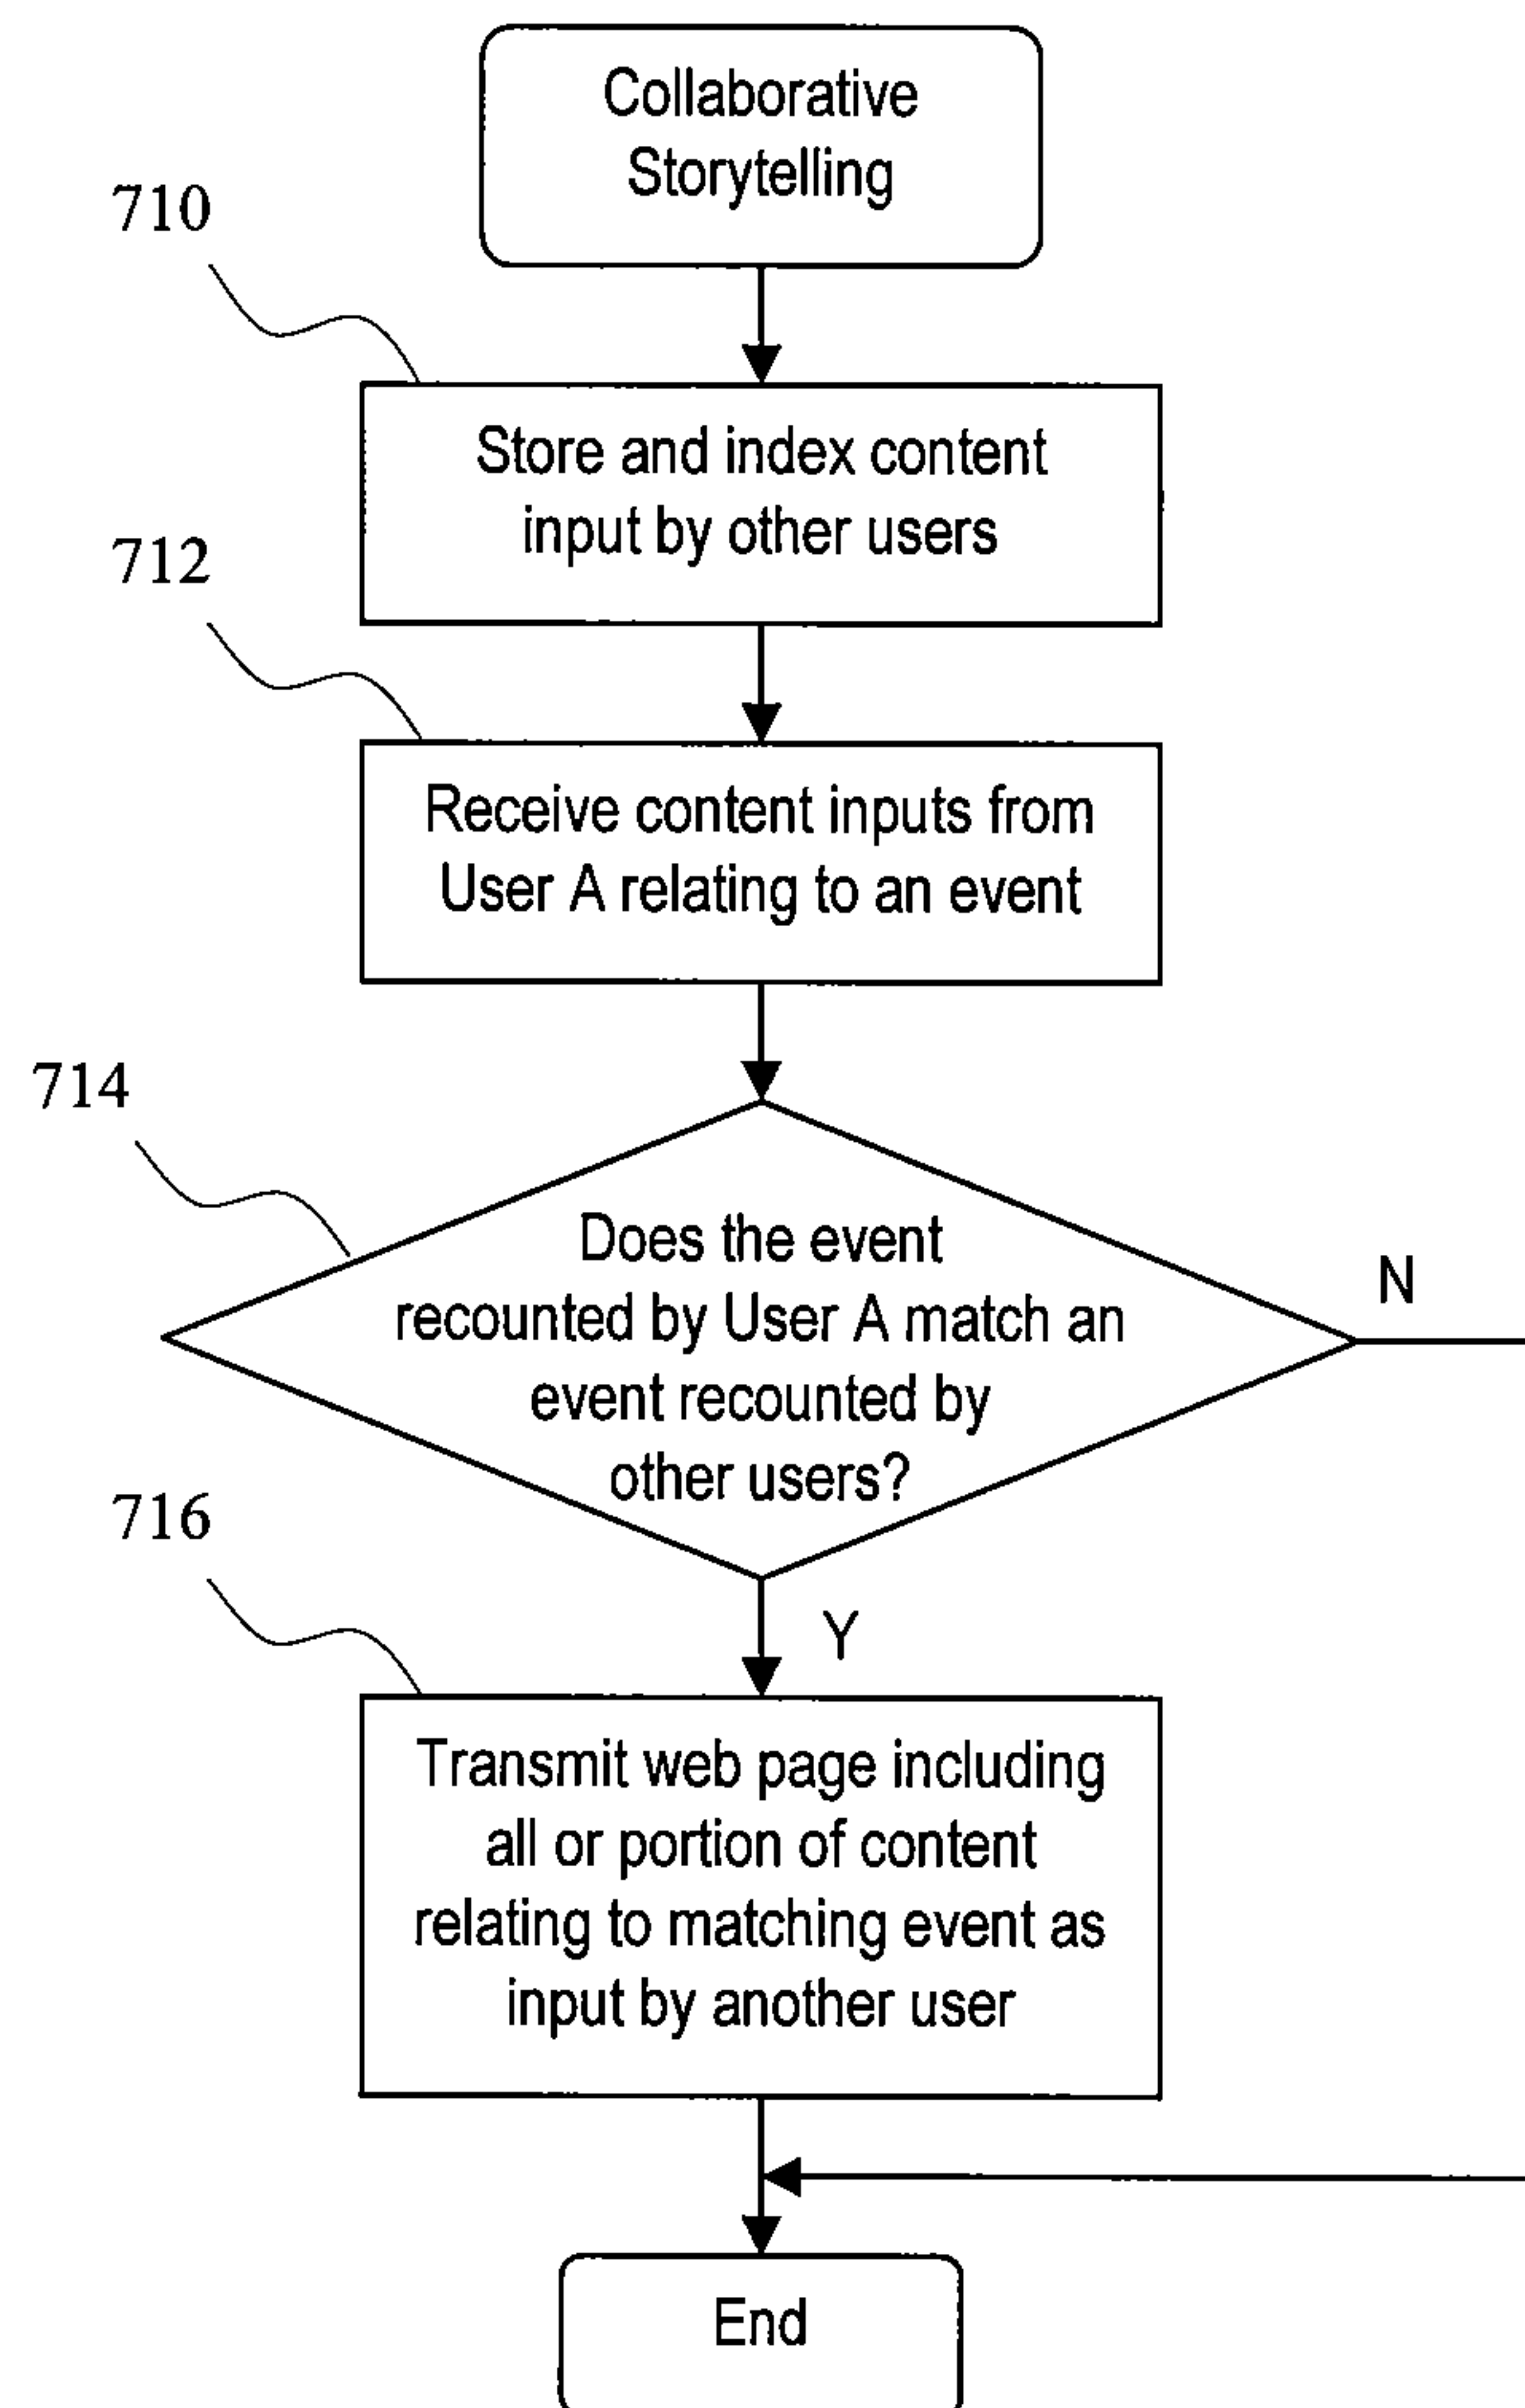 Collaborative
Storytelling
710
Store and index content
input by other users
712
Receive content inputs from
User A relating to an event
714
Does the event
recounted by User A match an
event recounted by
other users?
N
716
Y
Transmit web page including
all or portion of content
relating to matching event as
input by another user
End